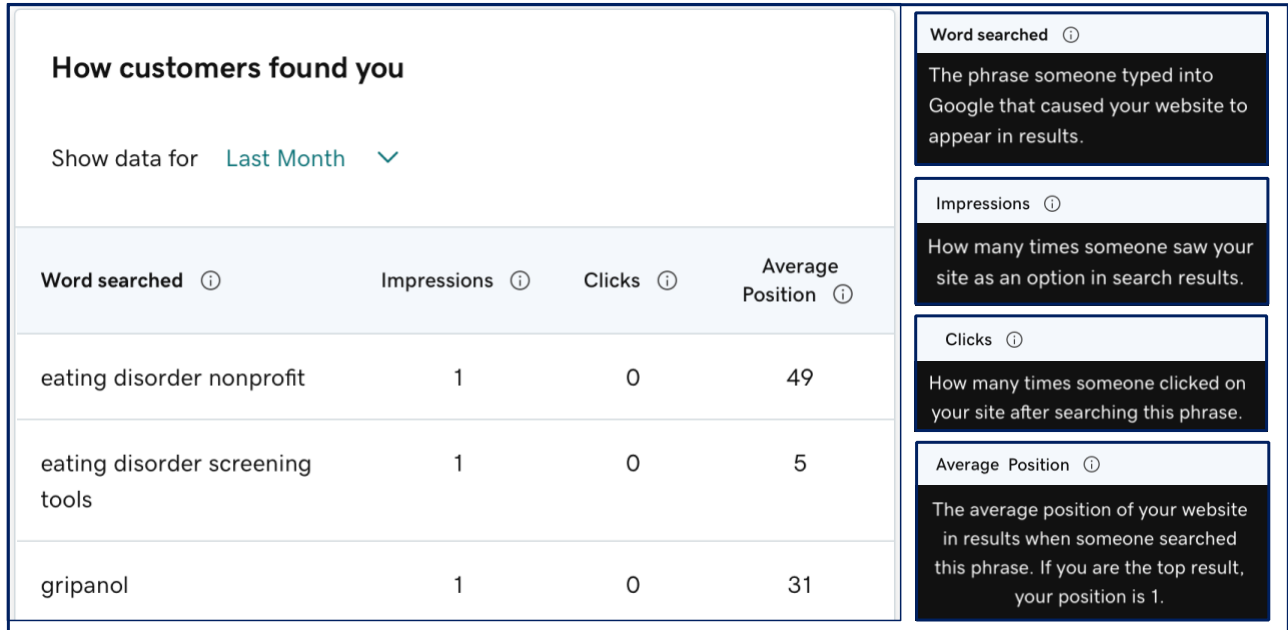 How customers found you
Show data for Last Month
Word searched Impressions Clicks Average Position
eating disorder nonprofit 1 0 49
eating disorder screening tools 1 0 5
gripanol 1 0 31
Word searched
The phrase someone typed into
Google that caused your website to
appear in results.
Impressions
How many times someone saw your
site as an option in search results.
Clicks
How many times someone clicked on
your site after searching this phrase.
Average Position
The average position of your website
in results when someone searched
this phrase. If you are the top result,
your position is 1.